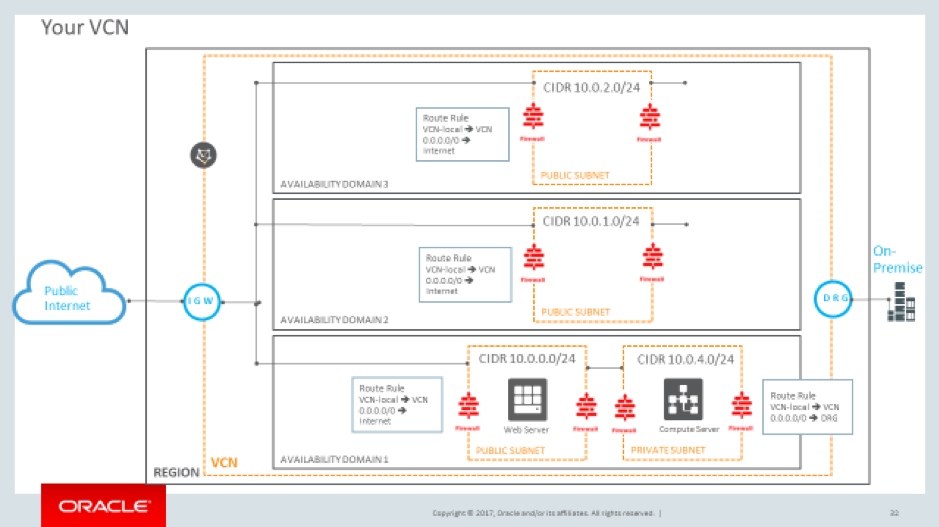 Your VCN
CIDR 10.0.2.0/24
Route Rule
VCN-local → VCN
0.0.0.0/0 →
Internet
Firewall
Firewall
PUBLIC SUBNET
AVAILABILITY DOMAIN 3
CIDR 10.0.1.0/24
Route Rule
VCN-local → VCN
0.0.0.0/0 →
Internet
Firewall
Firewall
PUBLIC SUBNET
AVAILABILITY DOMAIN 2
Public
Internet
IGW
DRG
On-
Premise
CIDR 10.0.0.0/24
CIDR 10.0.4.0/24
Route Rule
VCN-local → VCN
0.0.0.0/0 →
Internet
Firewall
Web Server
Firewall
Firewall
Compute Server
Firewall
Route Rule
VCN-local → VCN
0.0.0.0/0 → DRG
PUBLIC SUBNET
PRIVATE SUBNET
AVAILABILITY DOMAIN 1
VCN
REGION
ORACLE®
Copyright © 2017, Oracle and/or its affiliates. All rights reserved. |
32